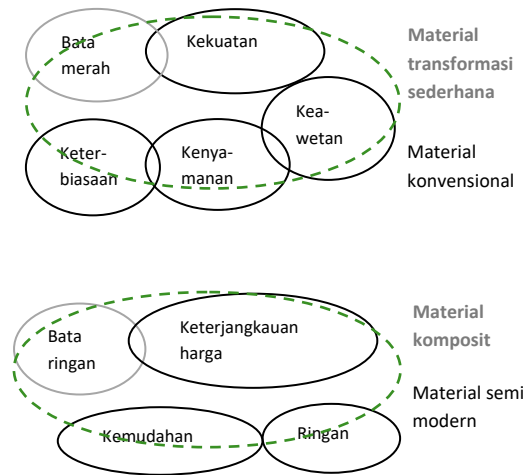 Bata
merah
Kekuatan
Kea-
wetan
Keter-
biasaan
Kenya-
manan
Material
transformasi
sederhana
Material
konvensional
Bata
ringan
Keterjangkauan
harga
Kemudahan
Ringan
Material
komposit
Material semi
modern